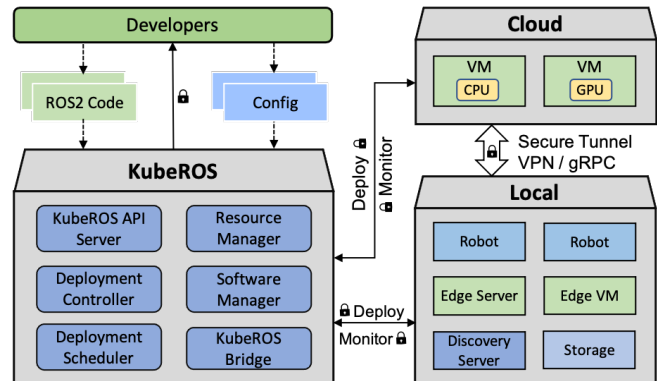 Developers
ROS2 Code
Config
KubeROS
KubeROS API
Server
Resource
Manager
Deployment
Controller
Software
Manager
Deployment
Scheduler
KubeROS
Bridge
Deploy
Monitor
Deploy
Monitor
Cloud
VM
CPU
VM
GPU
Secure Tunnel
VPN / gRPC
Local
Robot
Robot
Edge Server
Edge VM
Discovery
Server
Storage